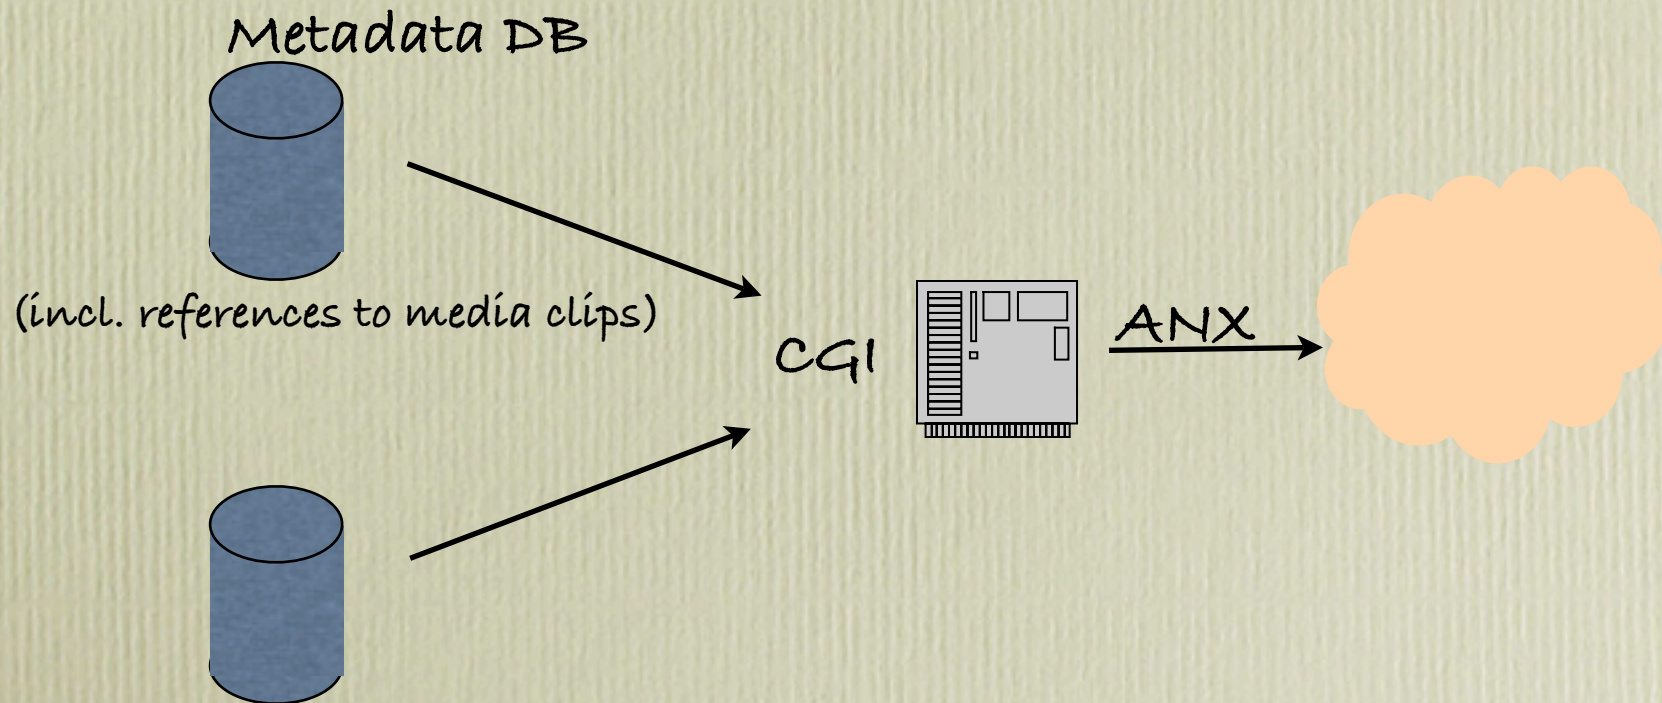 Metadata DB
(incl. references to media clips)
CGI
ANX